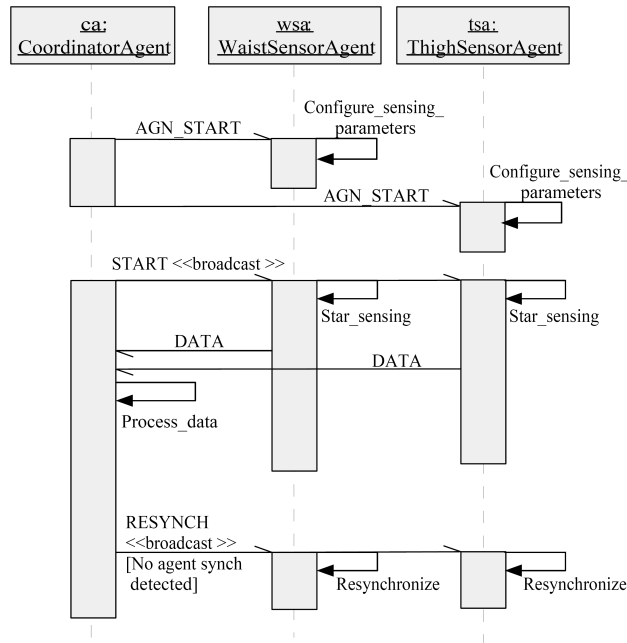 ca:
CoordinatorAgent
wsa:
WaistSensorAgent
tsa:
ThighSensorAgent
AGN_START
Configure_sensing_
parameters
AGN_START
Configure_sensing_
parameters
START <<broadcast >>
Star_sensing
Star_sensing
DATA
DATA
Process_data
RESYNCH
<<broadcast >>
[No agent synch
detected]
Resynchronize
Resynchronize